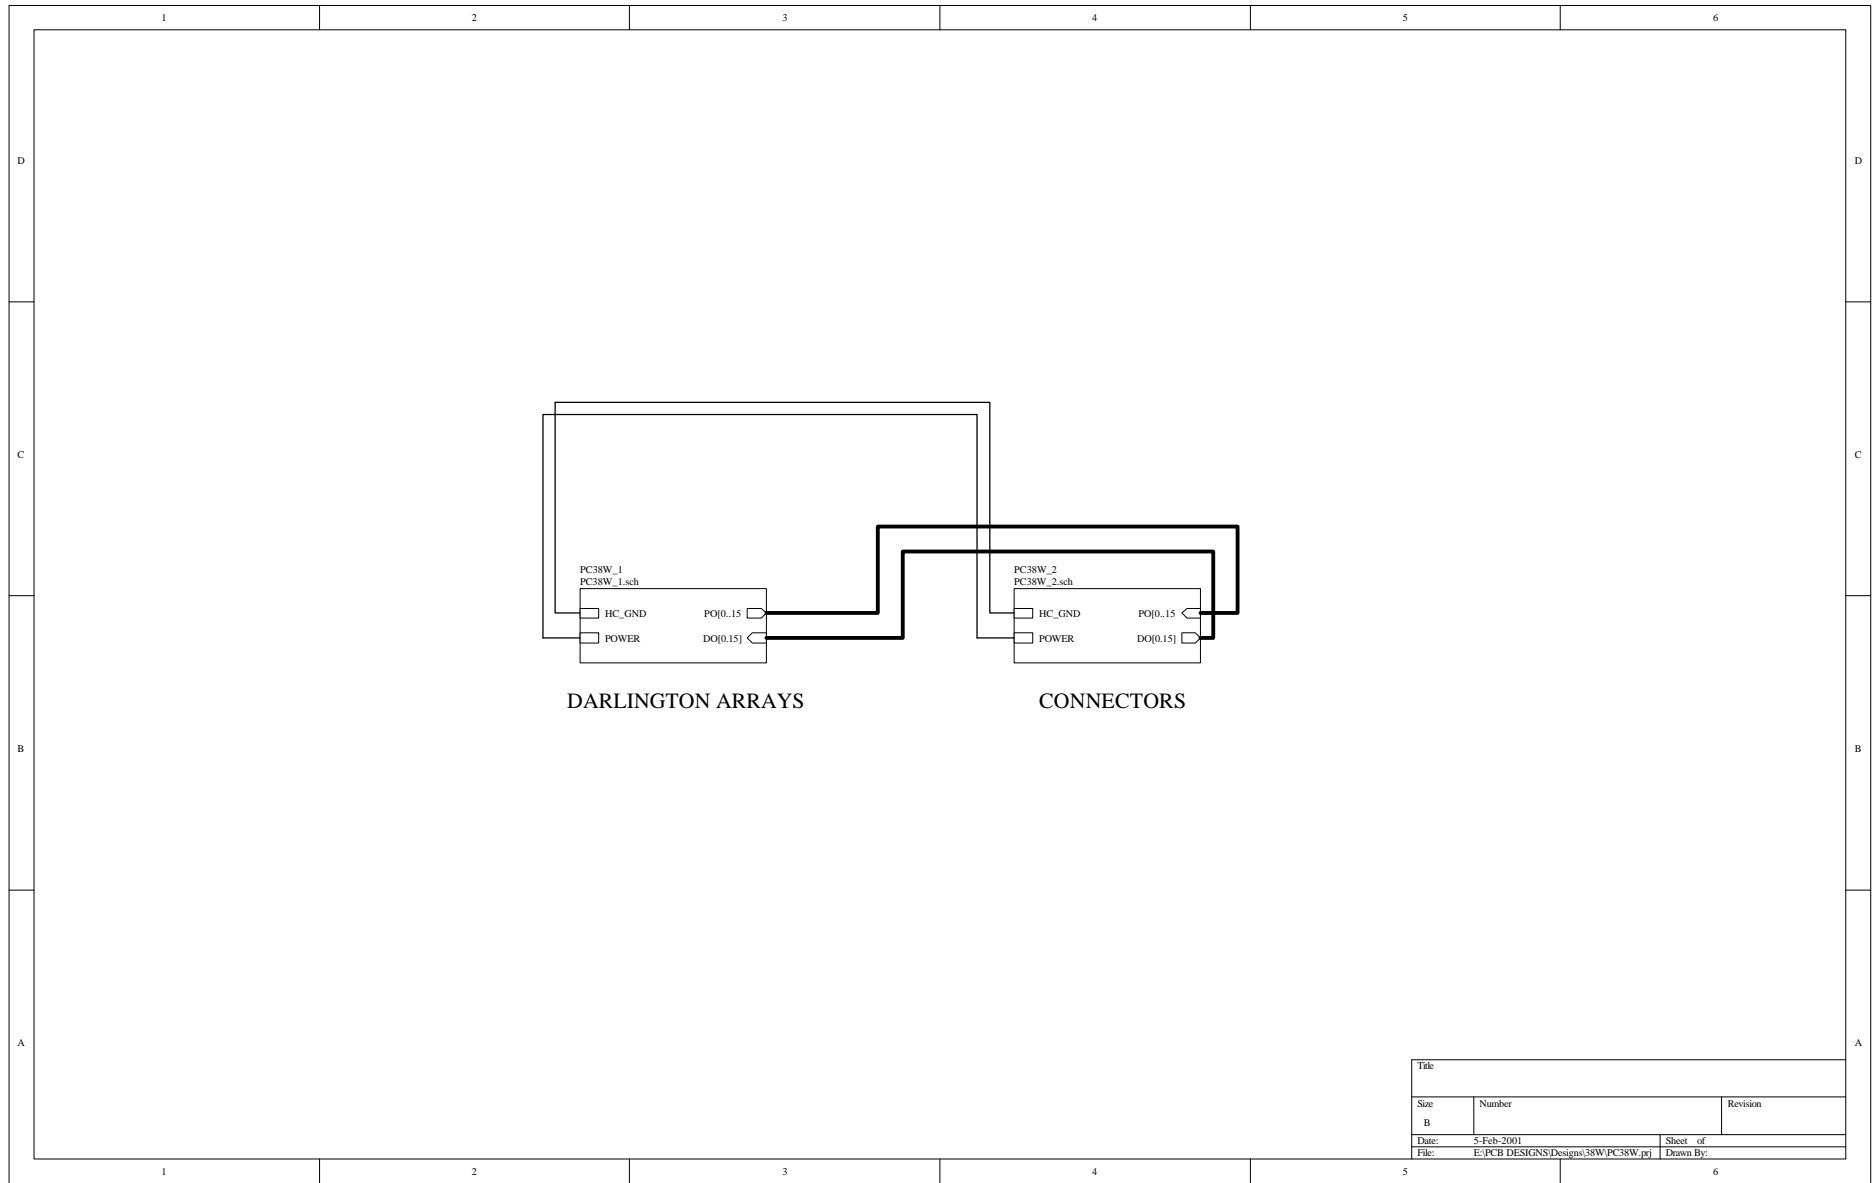 1 2 3 4 5 6
D D
C C
PC38W_1 PC38W_2
PC38W_1.sch PC38W_2.sch
HC_GND PO[0..15 HC_GND PO[0..15
POWER DO[0.15] POWER DO[0.15]
DARLINGTON ARRAYS CONNECTORS
B B
A A
Title
Size Number Revision
B
Date: 5-Feb-2001 Sheet of
File: E:\PCB DESIGNS\Designs\38W\PC38W.prj Drawn By:
1 2 3 4 5 6